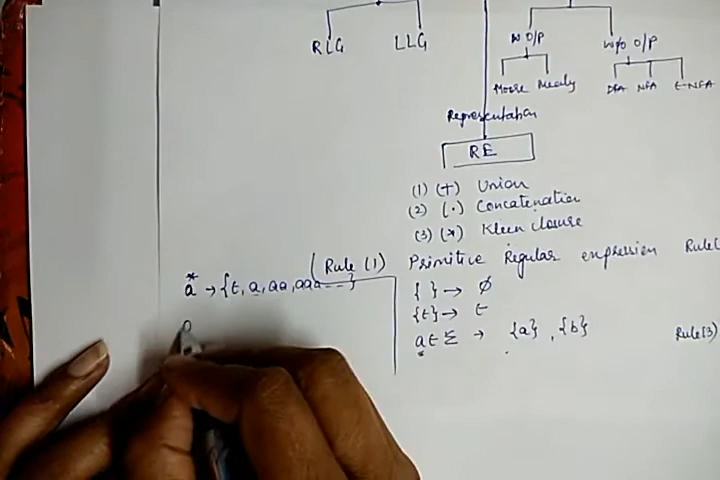 RLG LLG
W O/P W/o O/P
Moore Mealy DFA NFA ε-NFA
Representation
RE
(1) (+) Union
(2) (.) Concatenation
(3) (*) Kleen closure
(Rule (1) Primitive Regular expression Rule(
a* → {ε, a, aa, aaa --- } { } → φ
{ε} → ε
a ∈ Σ → {a} , {b} Rule(3)
a